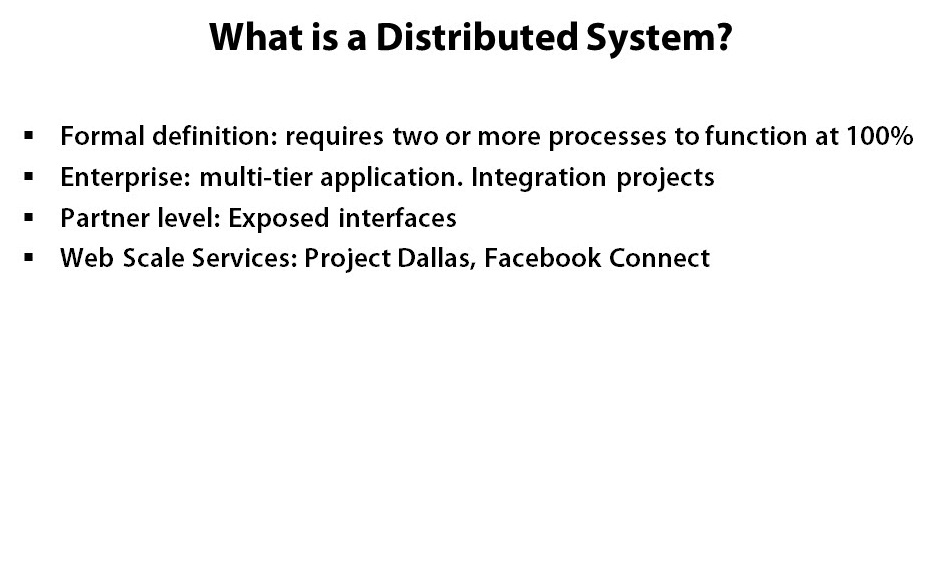 What is a Distributed System?
▪ Formal definition: requires two or more processes to function at 100%
▪ Enterprise: multi-tier application. Integration projects
▪ Partner level: Exposed interfaces
▪ Web Scale Services: Project Dallas, Facebook Connect